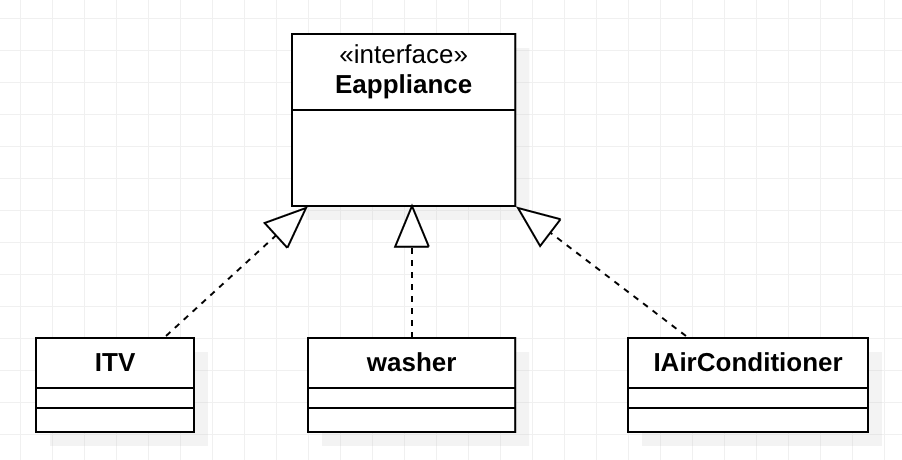 «interface»
Eappliance
ITV
washer
IAirConditioner